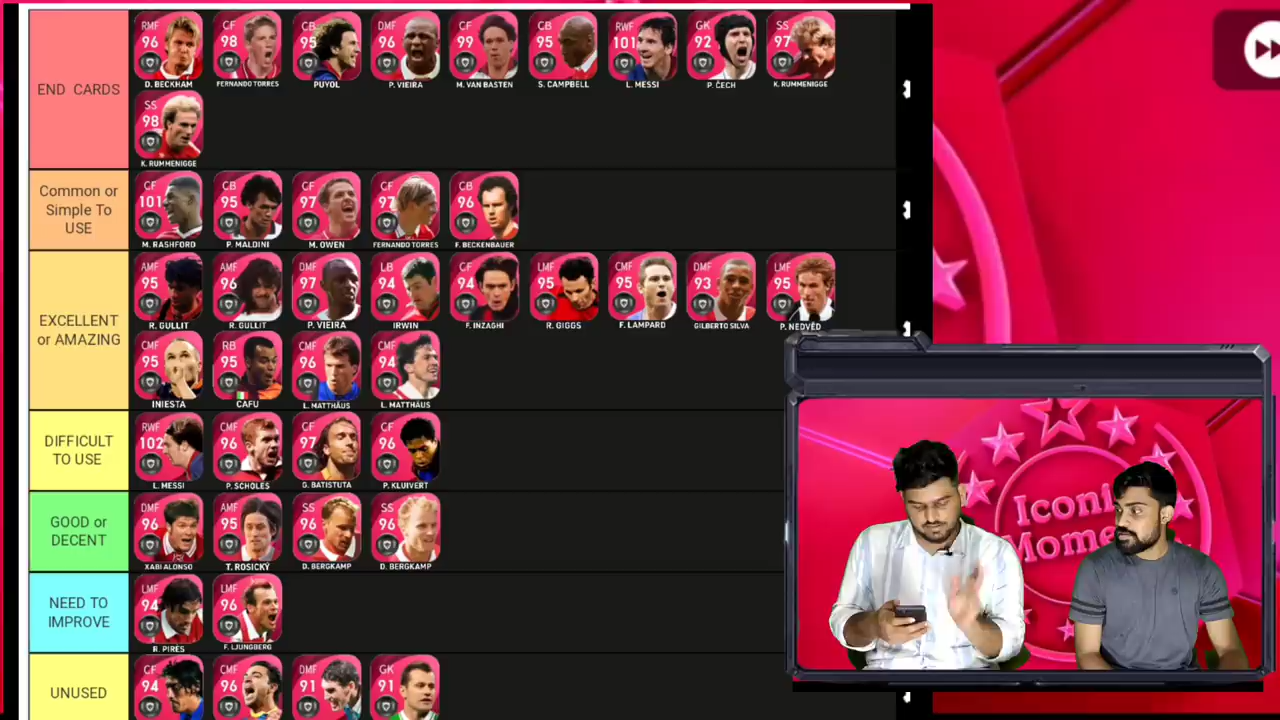 RMF 96 D. BECKHAM
CF 98 FERNANDO TORRES
CB 95 PUYOL
DMF 96 P. VIEIRA
CF 99 M. VAN BASTEN
CB 95 S. CAMPBELL
RWF 101 L. MESSI
GK 92 P. ČECH
SS 97 K. RUMMENIGGE
END CARDS
SS 98 K. RUMMENIGGE
Common or
Simple To
USE
CF 101 M. RASHFORD
CB 95 P. MALDINI
CF 97 M. OWEN
CF 97 FERNANDO TORRES
CB 96 F. BECKENBAUER
EXCELLENT
or AMAZING
AMF 95 R. GULLIT
AMF 96 R. GULLIT
DMF 97 P. VIEIRA
LB 94 IRWIN
CF 94 F. INZAGHI
LMF 95 R. GIGGS
CMF 95 F. LAMPARD
DMF 93 GILBERTO SILVA
LMF 95 P. NEDVĚD
CMF 95 INIESTA
RB 95 CAFU
CMF 96 L. MATTHÄUS
CMF 94 L. MATTHÄUS
DIFFICULT
TO USE
RWF 102 L. MESSI
CMF 96 P. SCHOLES
CF 97 G. BATISTUTA
CF 96 P. KLUIVERT
GOOD or
DECENT
DMF 96 XABI ALONSO
AMF 95 T. ROSICKÝ
SS 96 D. BERGKAMP
SS 96 D. BERGKAMP
NEED TO
IMPROVE
LMF 94 R. PIRÈS
LMF 96 F. LJUNGBERG
UNUSED
CF 94
CMF 96
DMF 91
GK 91
Iconi
Mome